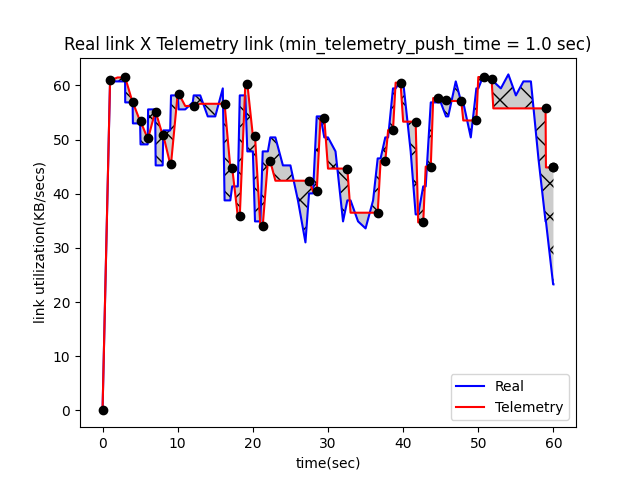 Real link X Telemetry link (min_telemetry_push_time = 1.0 sec)
60
50
40
30
20
10
0
link utilization(KB/secs)
0 10 20 30 40 50 60
time(sec)
Real
Telemetry